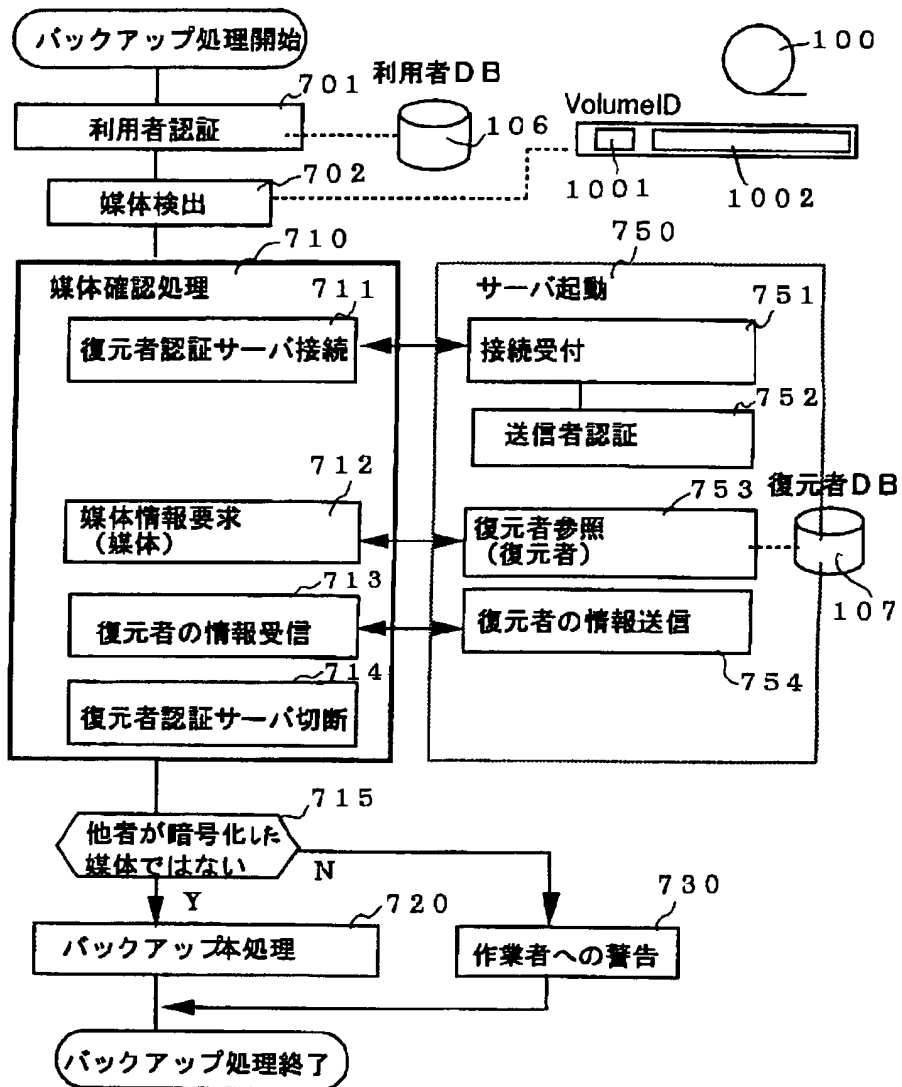 バックアップ処理開始
701
利用者DB
100
利用者認証
106
VolumeID
1001
1002
702
媒体検出
710
750
媒体確認処理
711
サーバ起動
751
復元者認証サーバ接続
接続受付
752
送信者認証
712
753
復元者DB
媒体情報要求
(媒体)
復元者参照
(復元者)
107
713
復元者の情報受信
復元者の情報送信
714
754
復元者認証サーバ切断
715
他者が暗号化した
媒体ではない
N
Y
720
730
バックアップ本処理
作業者への警告
バックアップ処理終了